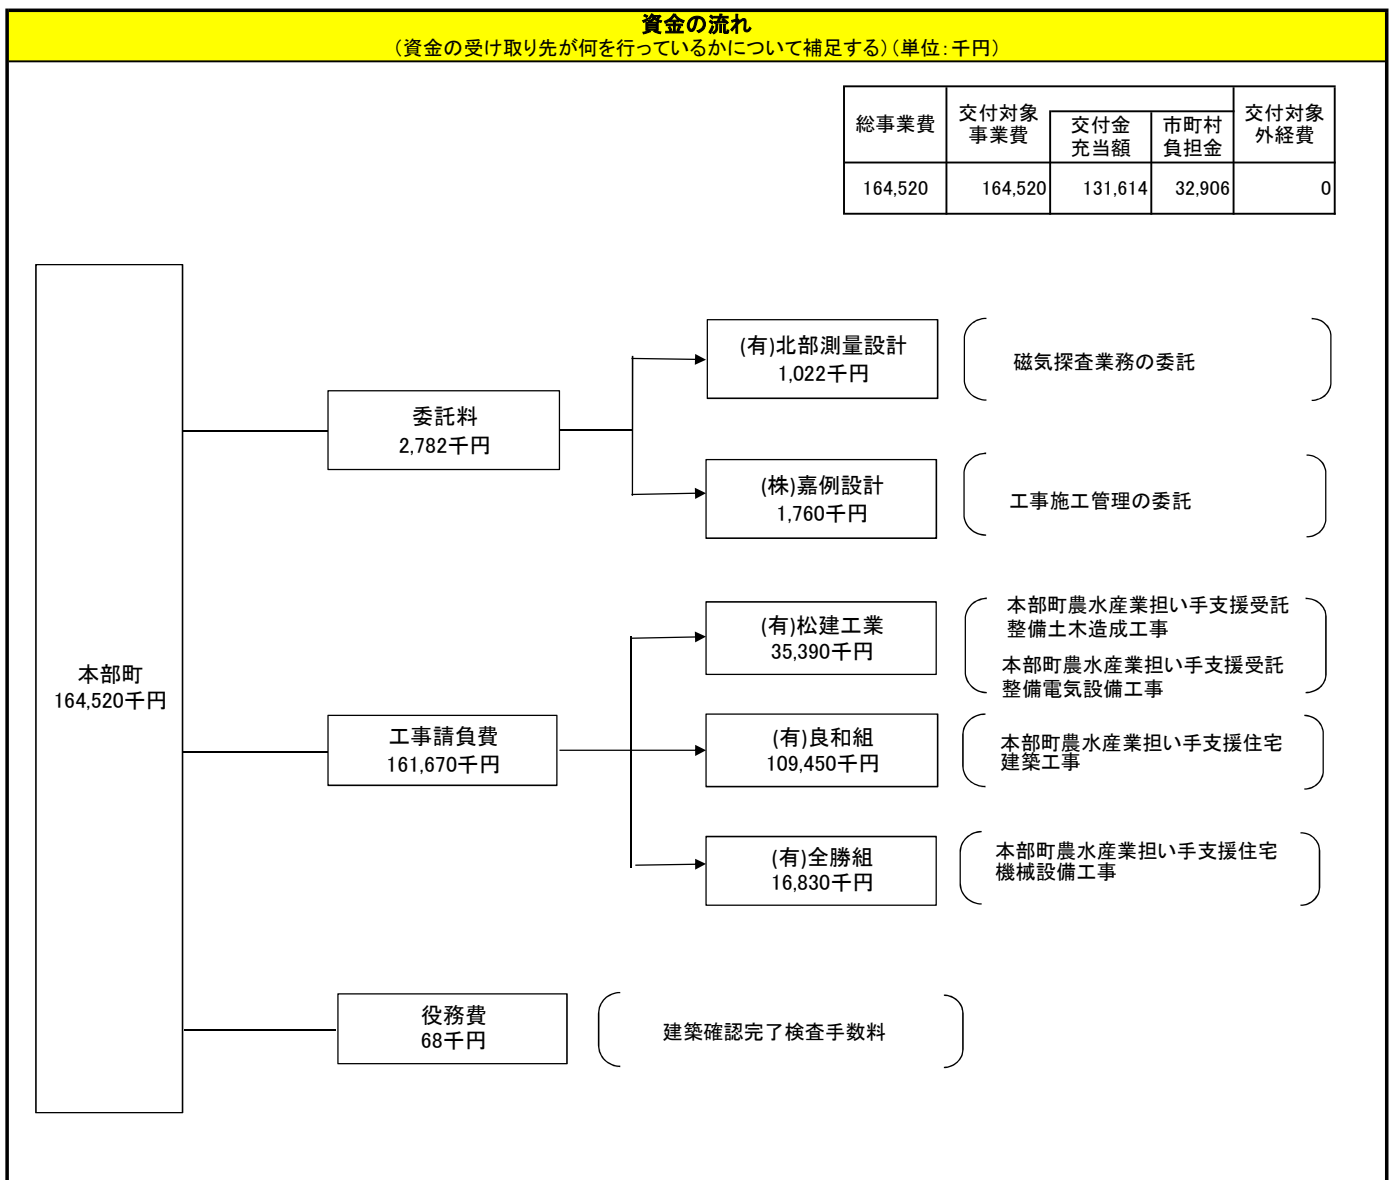 資金の流れ
（資金の受け取り先が何を行っているかについて補足する）（単位：千円）
総事業費
交付対象
事業費
交付金
充当額
市町村
負担金
交付対象
外経費
164,520
164,520
131,614
32,906
0
本部町
164,520千円
委託料
2,782千円
(有)北部測量設計
1,022千円
磁気探査業務の委託
(株)嘉例設計
1,760千円
工事施工管理の委託
工事請負費
161,670千円
(有)松建工業
35,390千円
本部町農水産業担い手支援受託
整備土木造成工事
本部町農水産業担い手支援受託
整備電気設備工事
(有)良和組
109,450千円
本部町農水産業担い手支援住宅
建築工事
(有)全勝組
16,830千円
本部町農水産業担い手支援住宅
機械設備工事
役務費
68千円
建築確認完了検査手数料